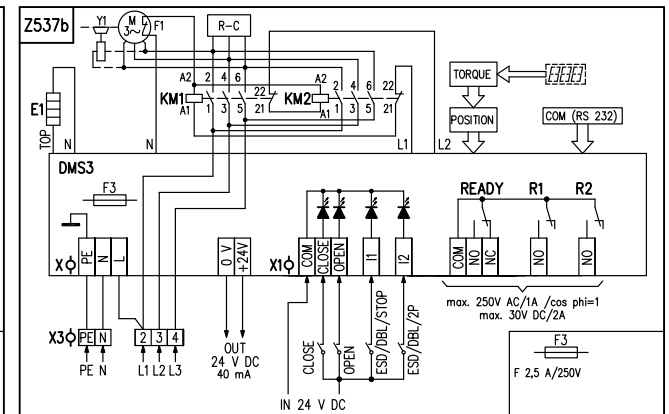 Z537b
Y1
M
3~
F1
R-C
A2
2 4 6
22
KM1
A1
1 3 5
21
A2
2 4 6
22
KM2
A1
1 3 5
21
TORQUE
POSITION
COM (RS 232)
E1
TOP
N
N
L1
L2
DMS3
F3
READY
R1
R2
X
PE
N
L
0 V
+24V
X1
COM
CLOSE
OPEN
I1
I2
COM
NO
NC
NO
NO
max. 250V AC/1A /cos phi=1
max. 30V DC/2A
X3
PE N
2 3 4
PE N
L1 L2 L3
OUT
24 V DC
40 mA
CLOSE
OPEN
ESD/DBL/STOP
ESD/DBL/2P
IN 24 V DC
F3
F 2,5 A/250V